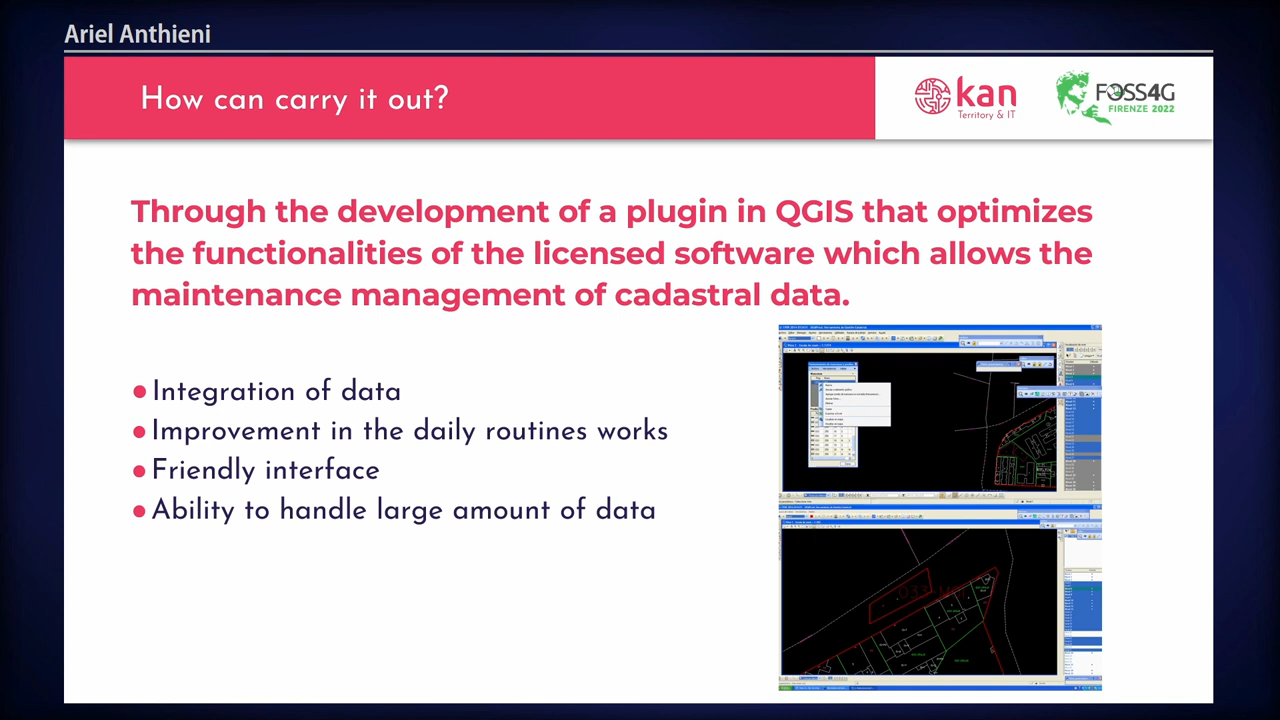 Ariel Anthieni
How can carry it out?
kan
Territory & IT
FOSS4G
FIRENZE 2022
Through the development of a plugin in QGIS that optimizes
the functionalities of the licensed software which allows the
maintenance management of cadastral data.
Integration of data
Improvement in the daily routines works
Friendly interface
Ability to handle large amount of data